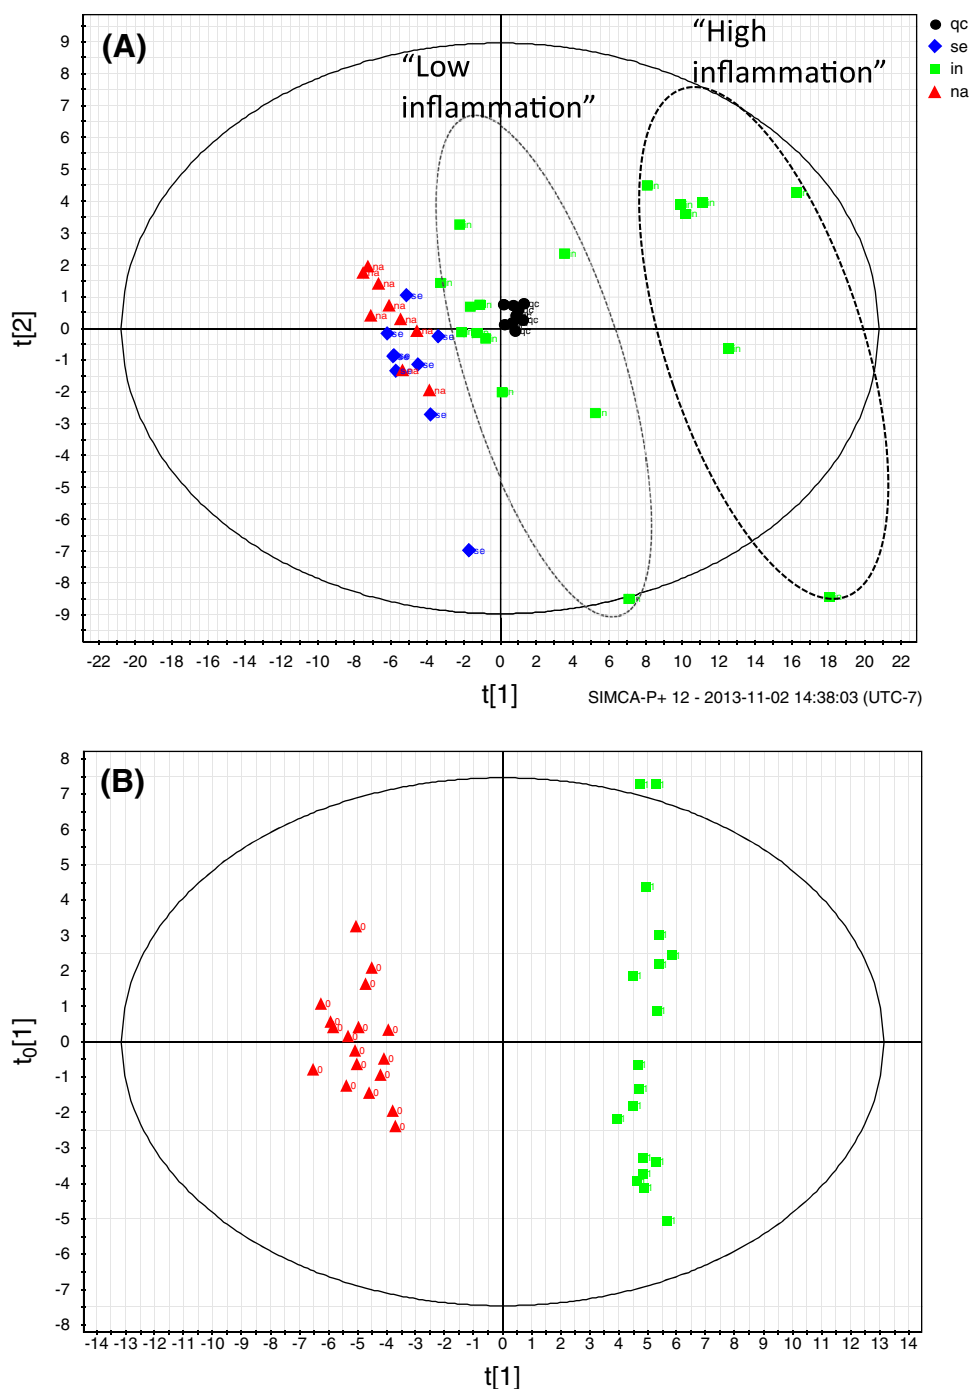 (A)
“Low
inflammation”
“High
inflammation”
qc
se
in
na
9
8
7
6
5
4
3
2
1
0
-1
-2
-3
-4
-5
-6
-7
-8
-9
t[2]
-22 -20 -18 -16 -14 -12 -10 -8 -6 -4 -2 0 2 4 6 8 10 12 14 16 18 20 22
t[1]
SIMCA-P+ 12 - 2013-11-02 14:38:03 (UTC-7)
(B)
8
7
6
5
4
3
2
1
0
-1
-2
-3
-4
-5
-6
-7
-8
t0[1]
-14 -13 -12 -11 -10 -9 -8 -7 -6 -5 -4 -3 -2 -1 0 1 2 3 4 5 6 7 8 9 10 11 12 13 14
t[1]